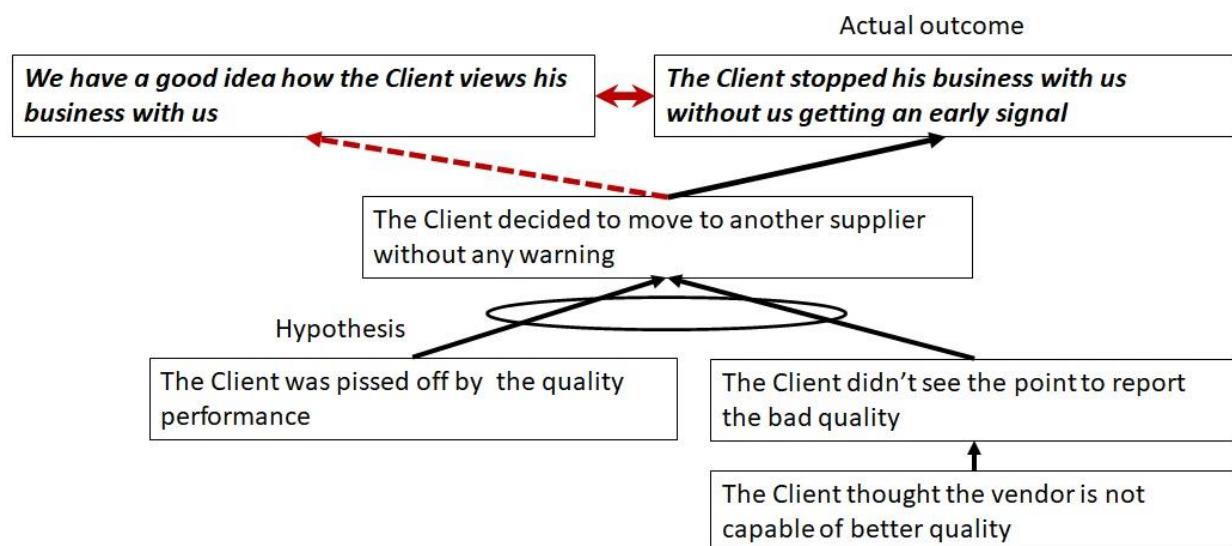 Actual outcome
We have a good idea how the Client views his
business with us
The Client stopped his business with us
without us getting an early signal
The Client decided to move to another supplier
without any warning
Hypothesis
The Client was pissed off by  the quality
performance
The Client didn’t see the point to report
the bad quality
The Client thought the vendor is not
capable of better quality